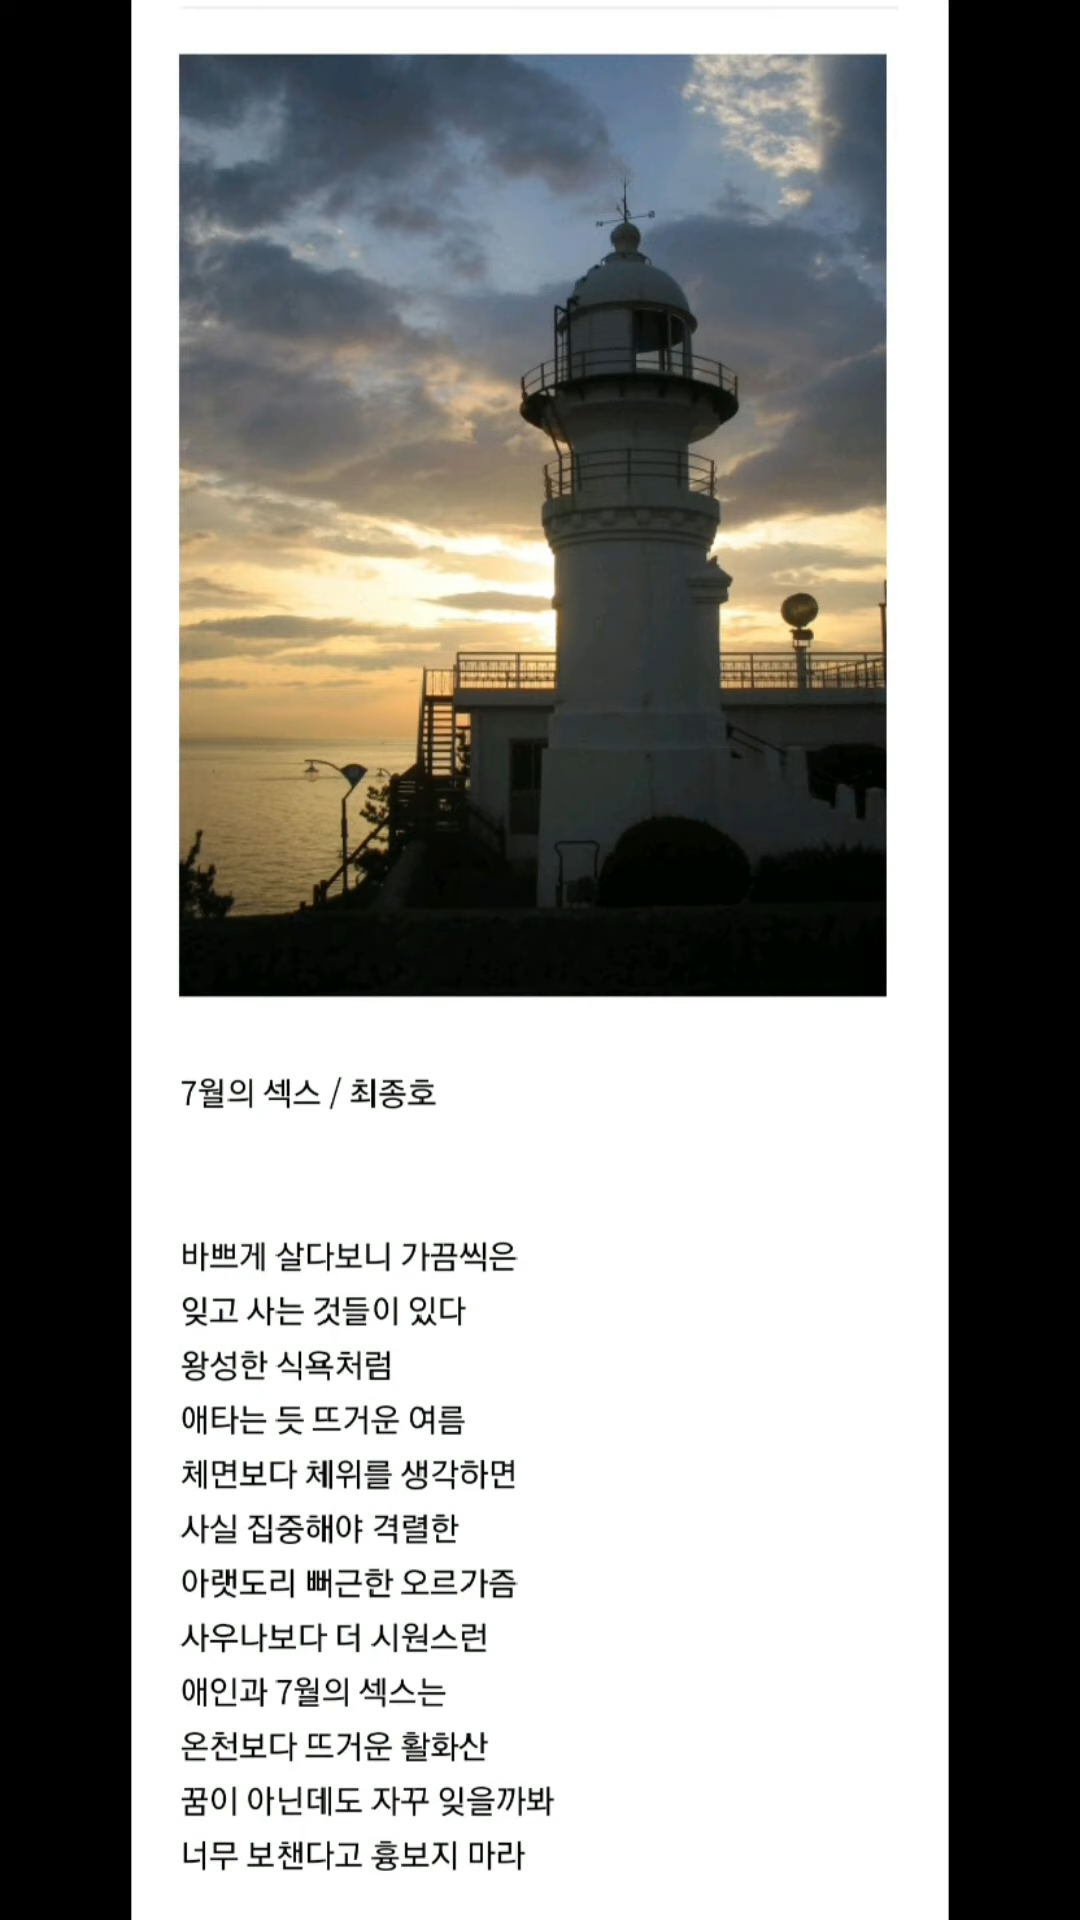 7월의 섹스 / 최종호
바쁘게 살다보니 가끔씩은
잊고 사는 것들이 있다
왕성한 식욕처럼
애타는 듯 뜨거운 여름
체면보다 체위를 생각하면
사실 집중해야 격렬한
아랫도리 뻐근한 오르가즘
사우나보다 더 시원스런
애인과 7월의 섹스는
온천보다 뜨거운 활화산
꿈이 아닌데도 자꾸 잊을까봐
너무 보챈다고 흉보지 마라